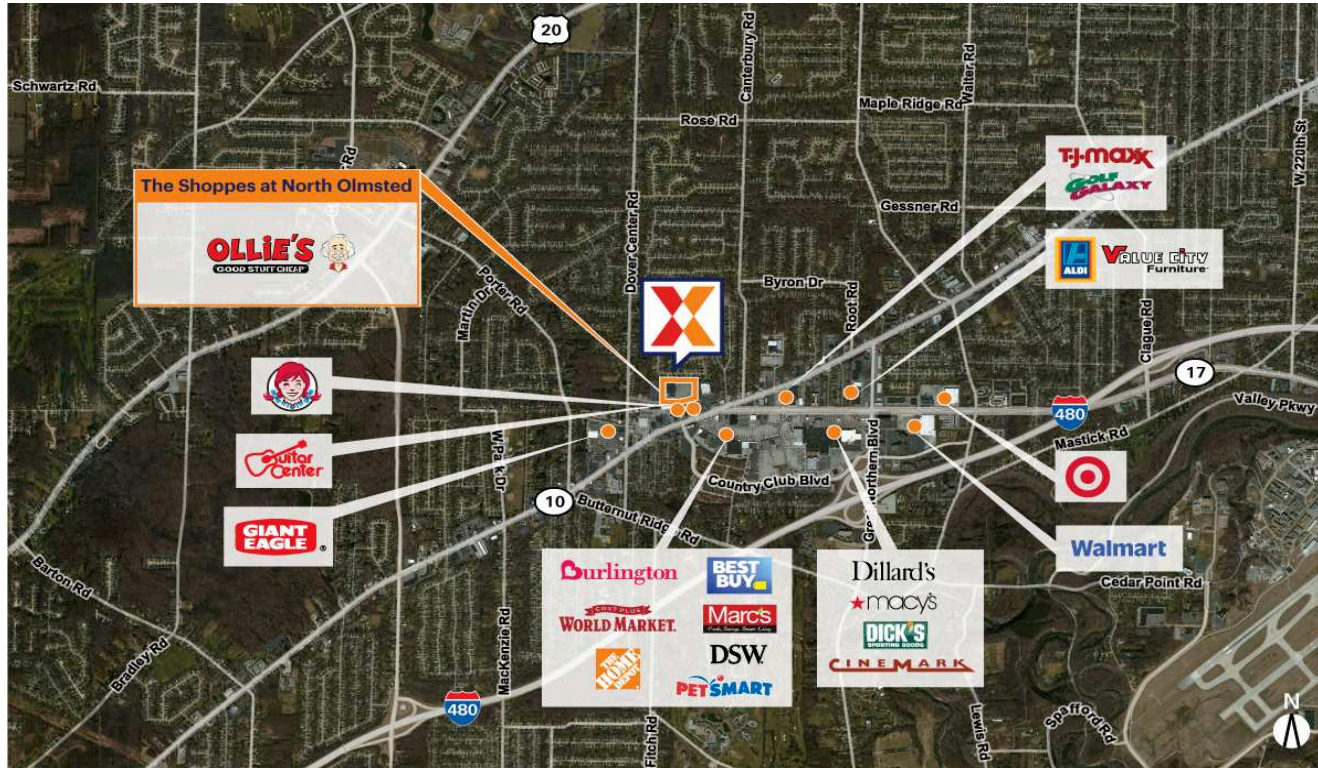 20
Canterbury Rd
Schwartz Rd
Walter Rd
Maple Ridge Rd
Rose Rd
W 220th St
T·J·maxx
GOLF
GALAXY
The Shoppes at North Olmsted
OLLIE'S
GOOD STUFF CHEAP
Gessner Rd
Dover Center Rd
Porter Rd
Martin Dr
ALDI
VALUE CITY
Furniture
Byron Dr
Root Rd
Clague Rd
17
Valley Pkwy
480
Mastick Rd
Guitar
Center
W Park Dr
Country Club Blvd
Great Northern Blvd
10
Butternut Ridge Rd
GIANT
EAGLE ®
Walmart
Cedar Point Rd
Burlington
BEST
BUY
COST PLUS
WORLD MARKET.
Marc's
THE
HOME
DEPOT
DSW
PETSMART
Dillard's
macy's
DICK'S
SPORTING GOODS
CINEMARK
Barton Rd
Bradley Rd
MacKenzie Rd
480
Fitch Rd
Lewis Rd
Spafford Rd
N